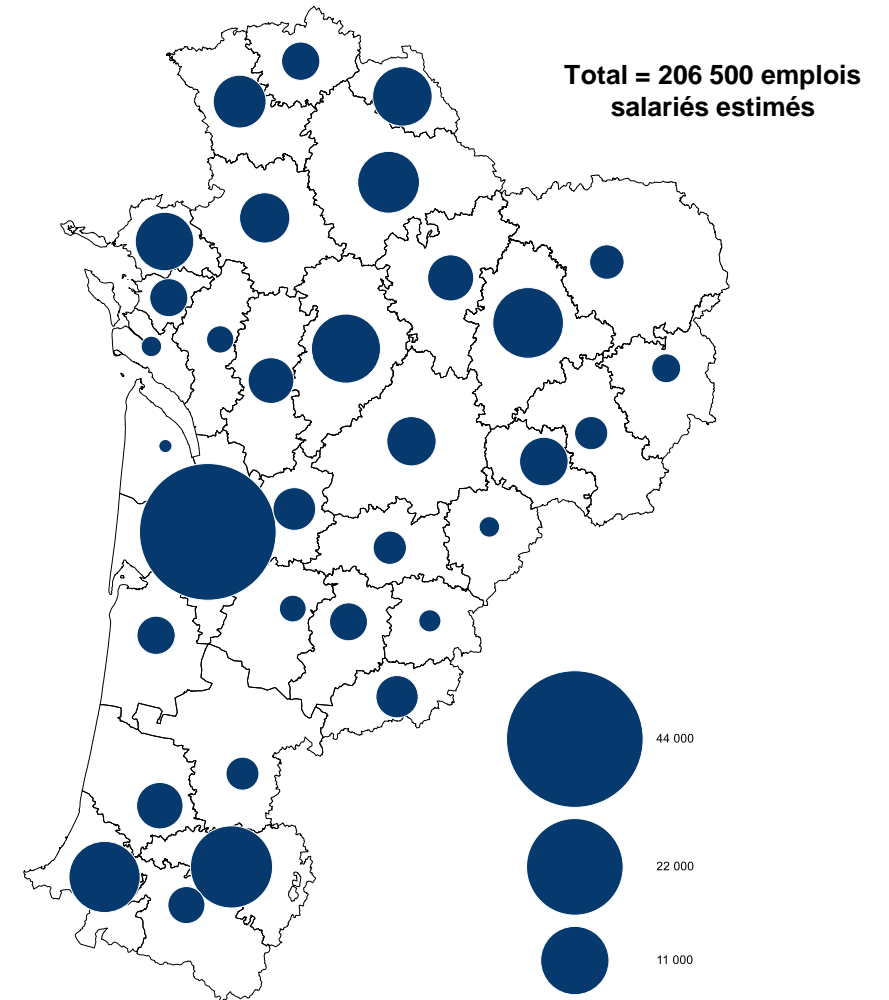 Total = 206 500 emplois
salariés estimés
44 000
22 000
11 000